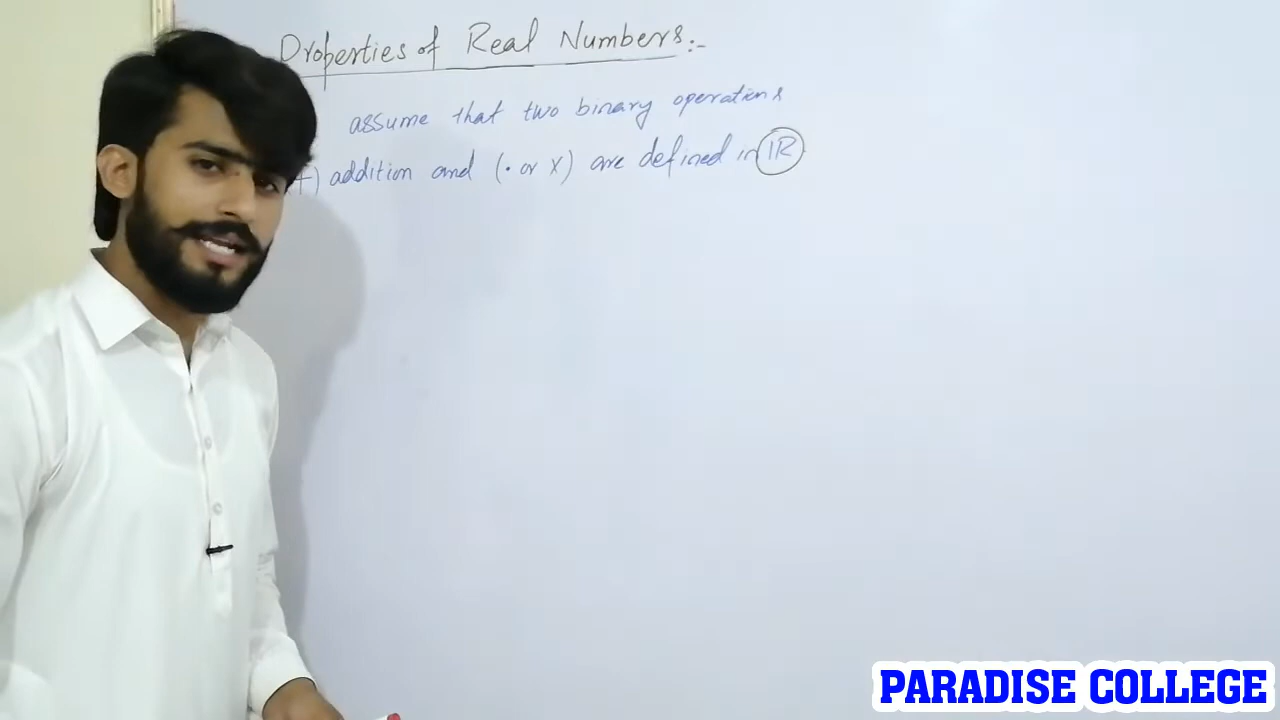 Properties of Real Numbers:-
assume that two binary operations
(+) addition and (· or x) are defined in IR
PARADISE COLLEGE